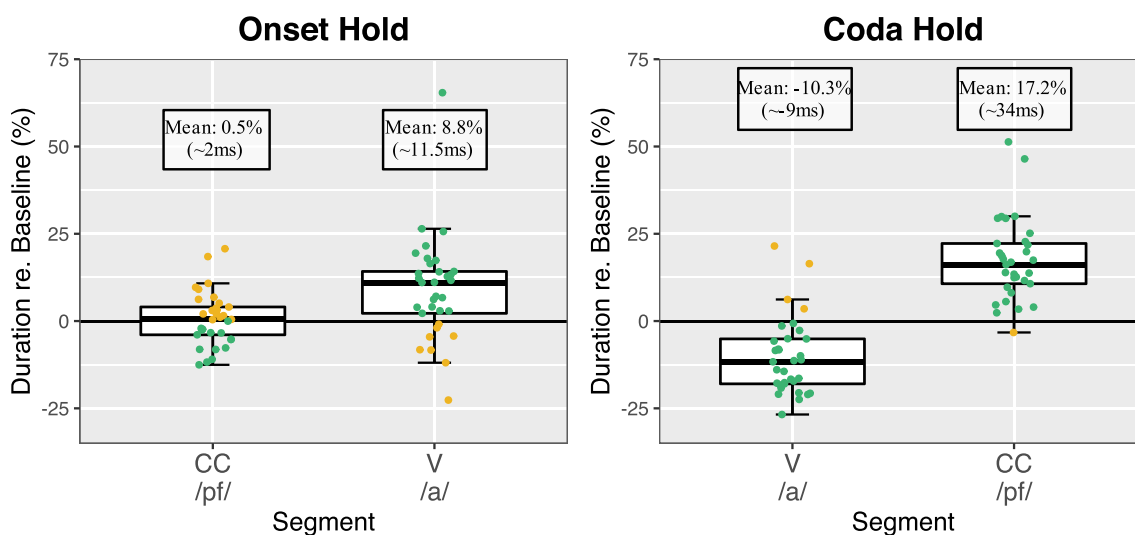 Onset Hold
Duration re. Baseline (%)
75
50
25
0
-25
Mean: 0.5%
(~2ms)
Mean: 8.8%
(~11.5ms)
CC
/pf/
V
/a/
Segment
Coda Hold
Duration re. Baseline (%)
75
50
25
0
-25
Mean: -10.3%
(~-9ms)
Mean: 17.2%
(~34ms)
V
/a/
CC
/pf/
Segment